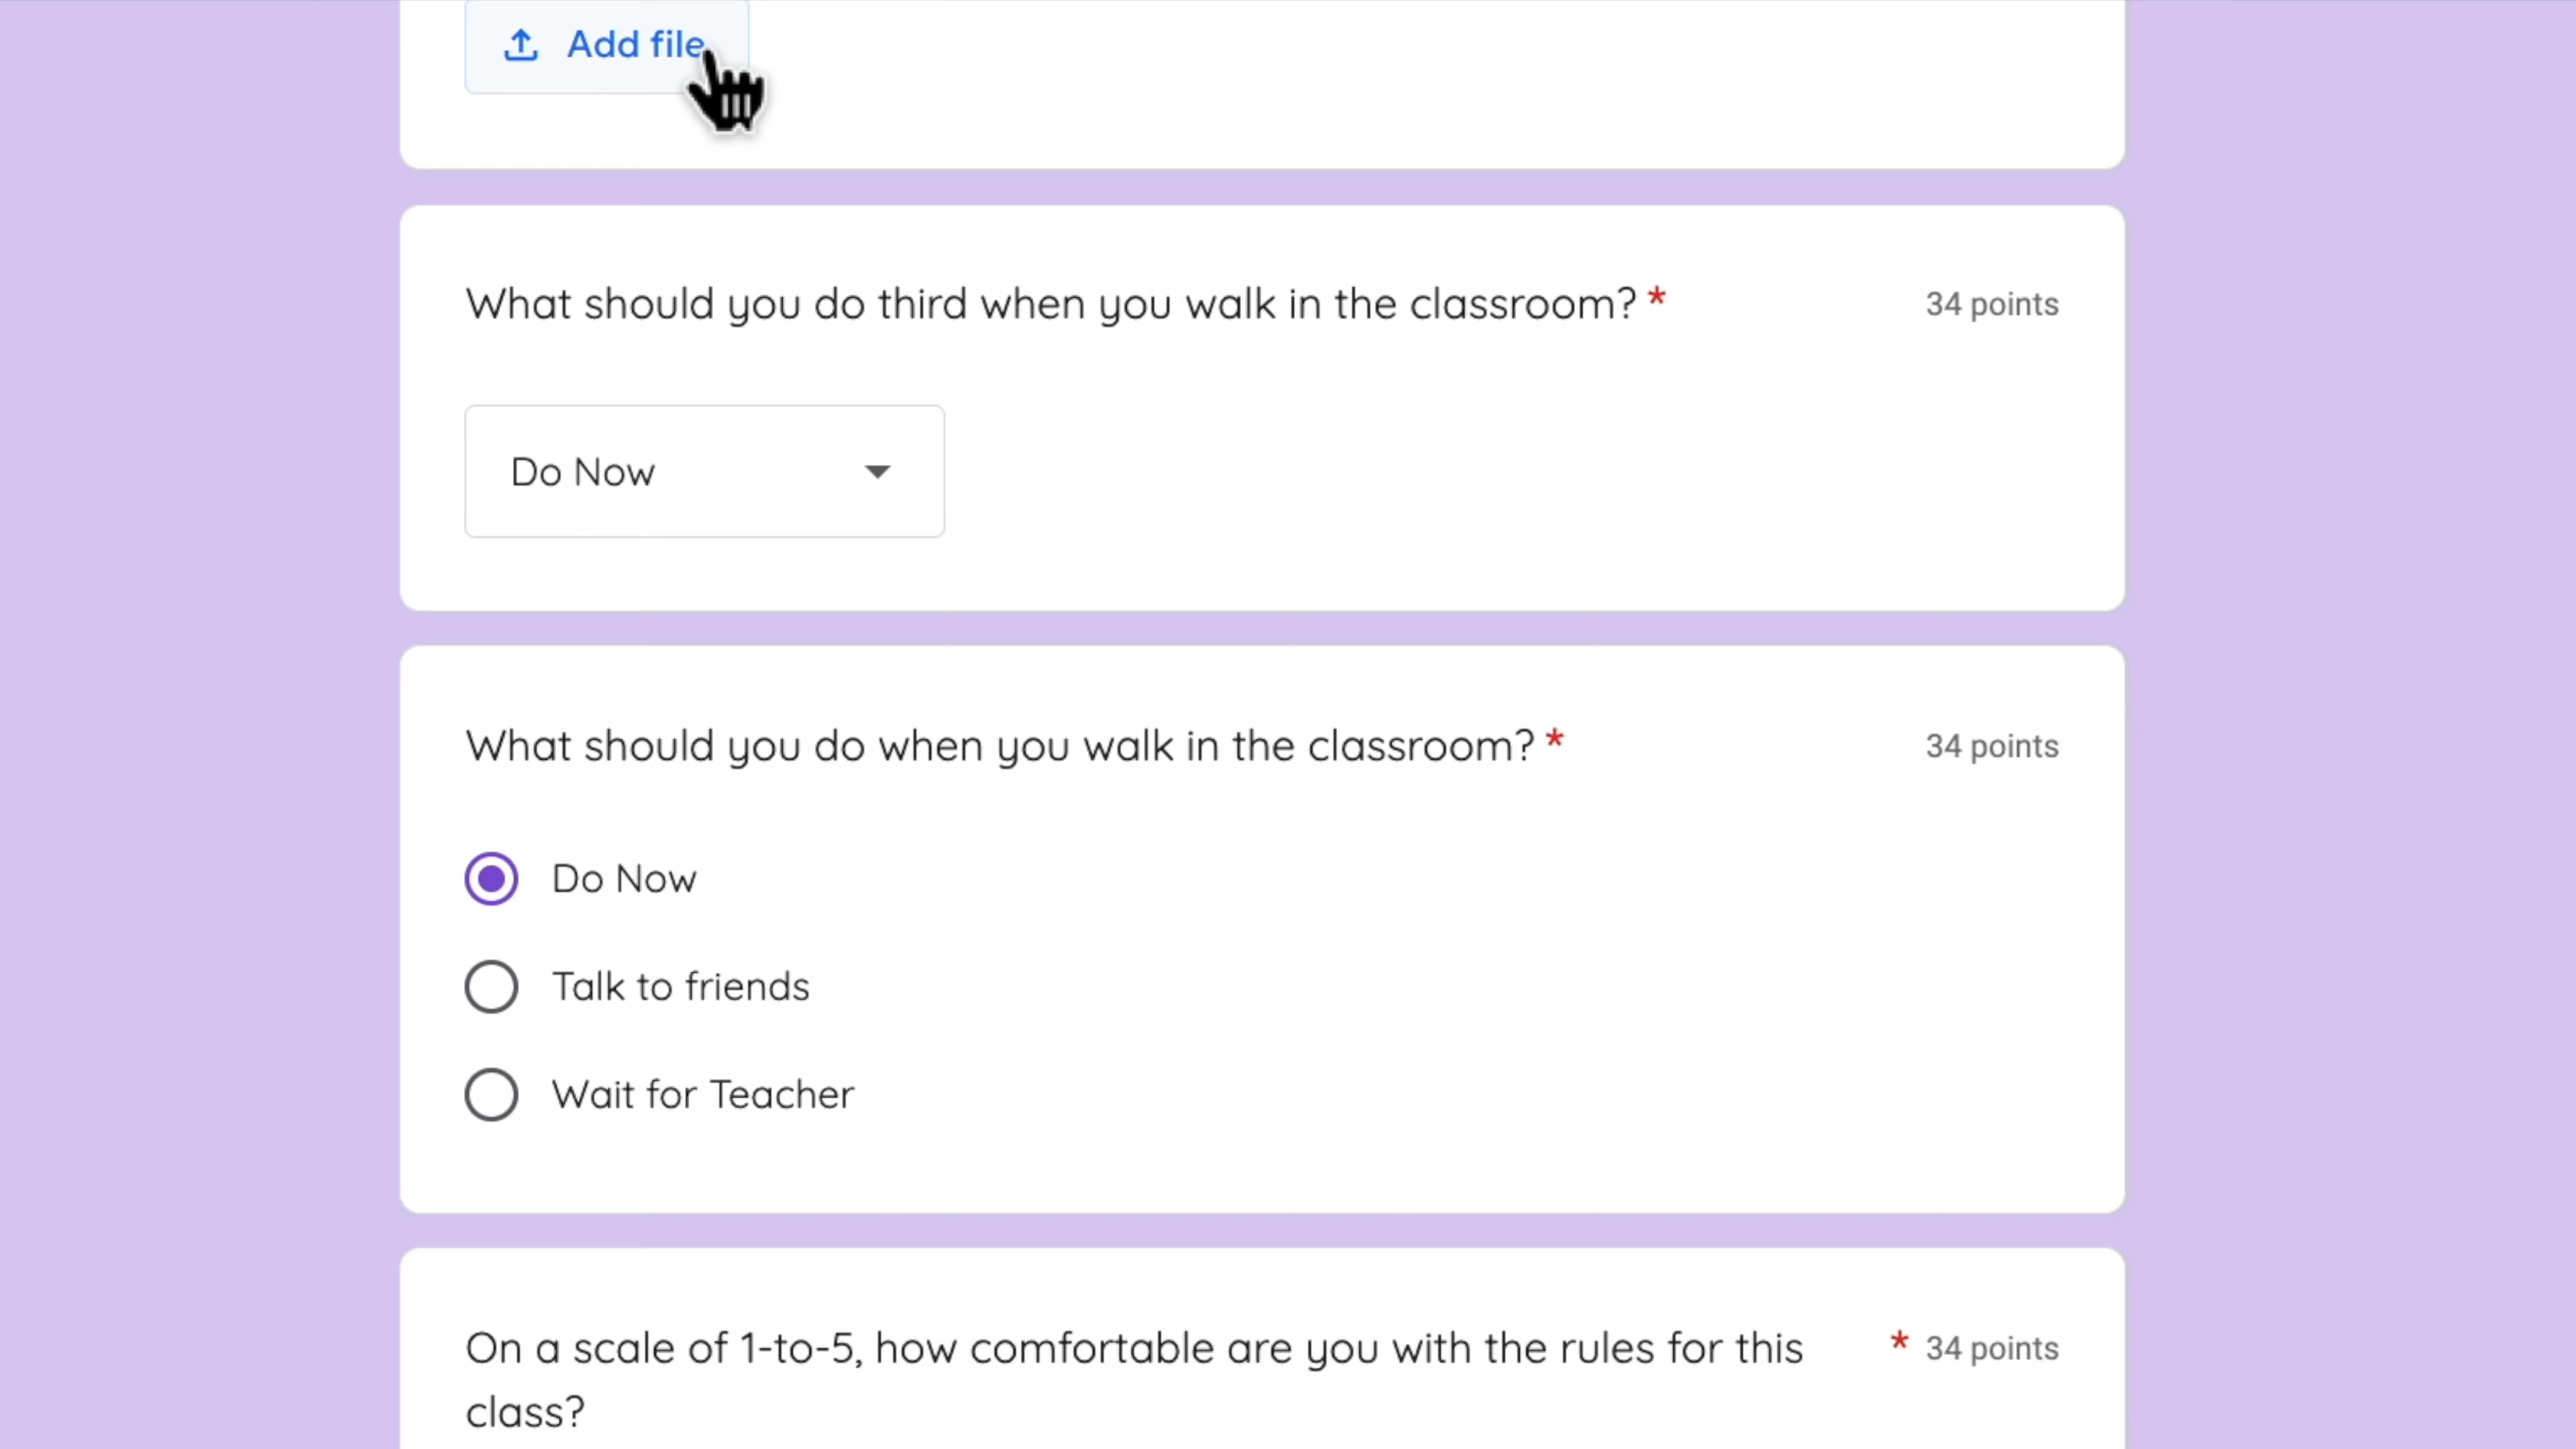 Add file
What should you do third when you walk in the classroom? *
34 points
Do Now
What should you do when you walk in the classroom? *
34 points
Do Now
Talk to friends
Wait for Teacher
On a scale of 1-to-5, how comfortable are you with the rules for this
class?
* 34 points